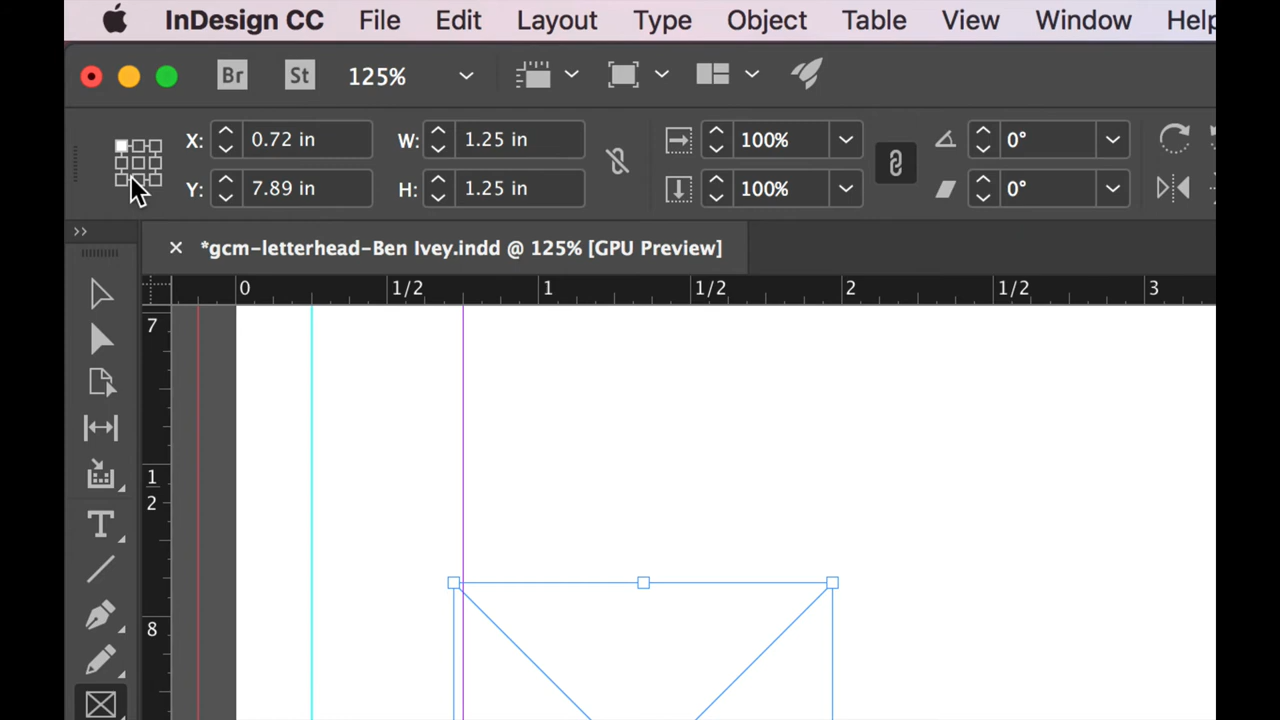 InDesign CC File Edit Layout Type Object Table View Window Help
Br St 125%
X: 0.72 in W: 1.25 in 100% 0°
Y: 7.89 in H: 1.25 in 100% 0°
*gcm-letterhead-Ben Ivey.indd @ 125% [GPU Preview]
0 1/2 1 1/2 2 1/2 3
7
1
2
8